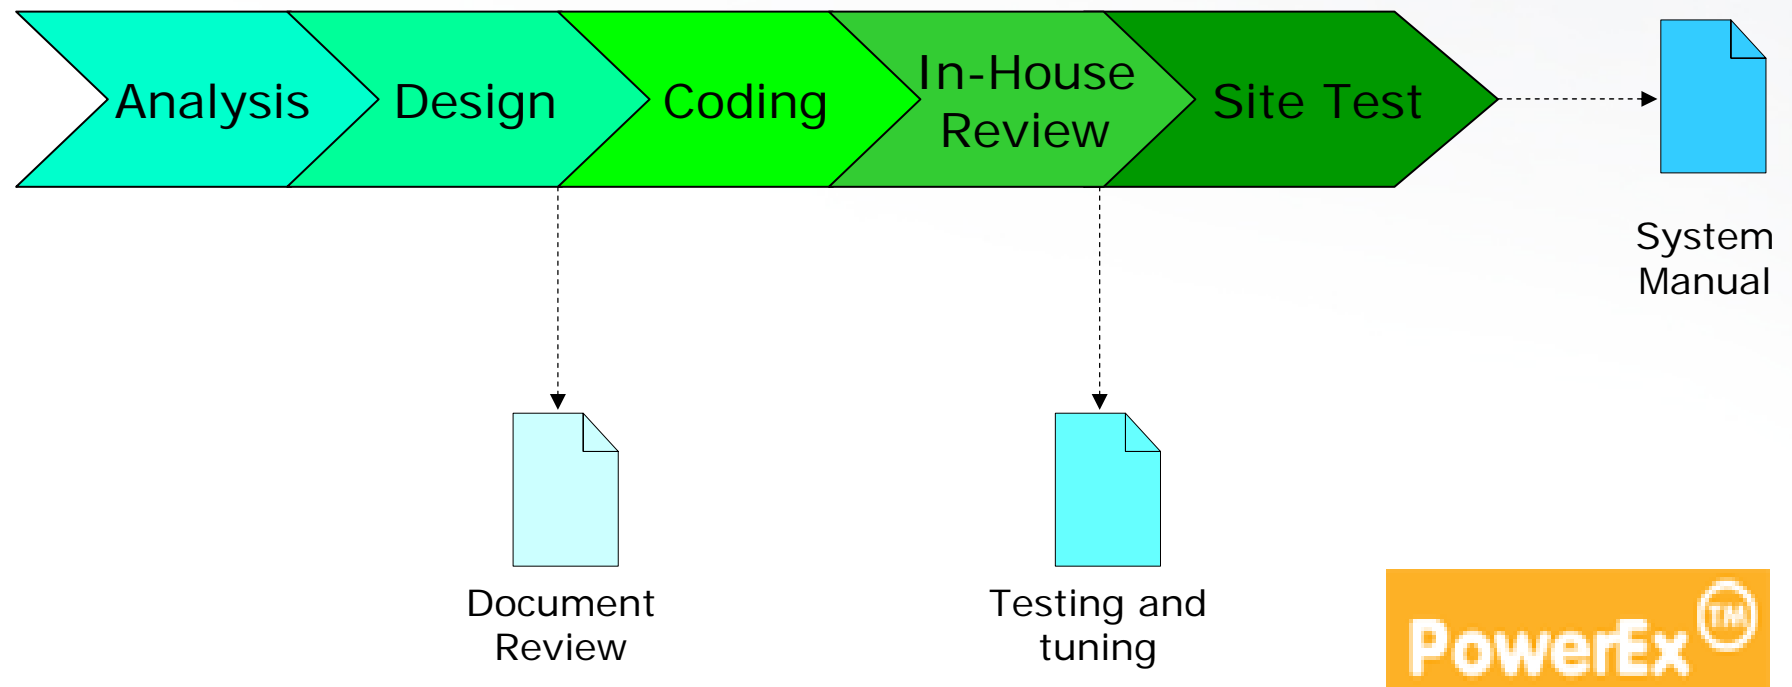 Analysis
Design
Coding
In-House
Review
Site Test
System
Manual
Document
Review
Testing and
tuning
PowerEx TM